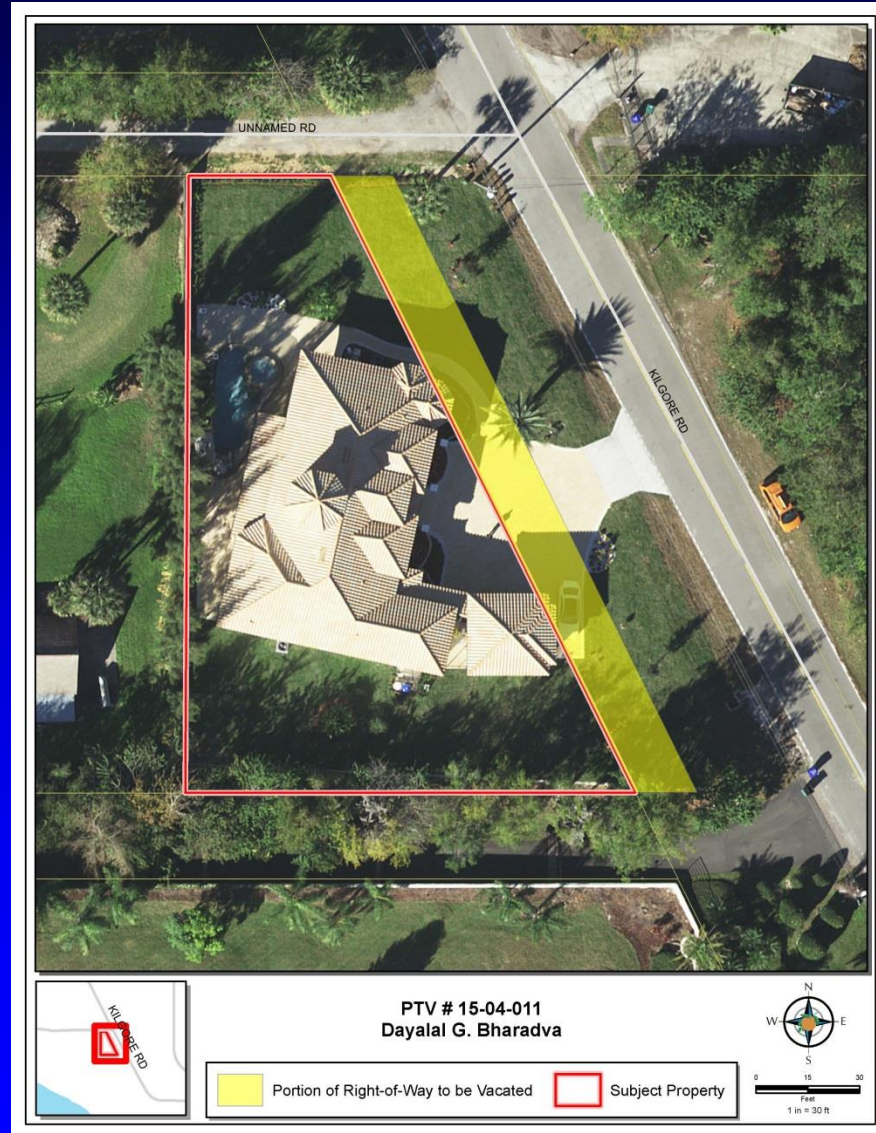 UNNAMED RD
KILGORE RD
KILGORE RD
PTV # 15-04-011
Dayalal G. Bharadva
Portion of Right-of-Way to be Vacated
Subject Property
N
W
E
S
0 15 30
Feet
1 in = 30 ft